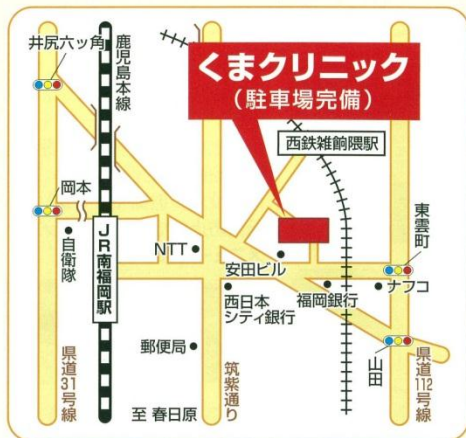 井尻六ッ角
鹿児島本線
くまクリニック
（駐車場完備）
西鉄雑餉隈駅
岡本
自衛隊
JR南福岡駅
NTT
安田ビル
東雲町
ナフコ
西日本
シティ銀行
福岡銀行
郵便局
山田
県道31号線
至 春日原
筑紫通り
県道112号線